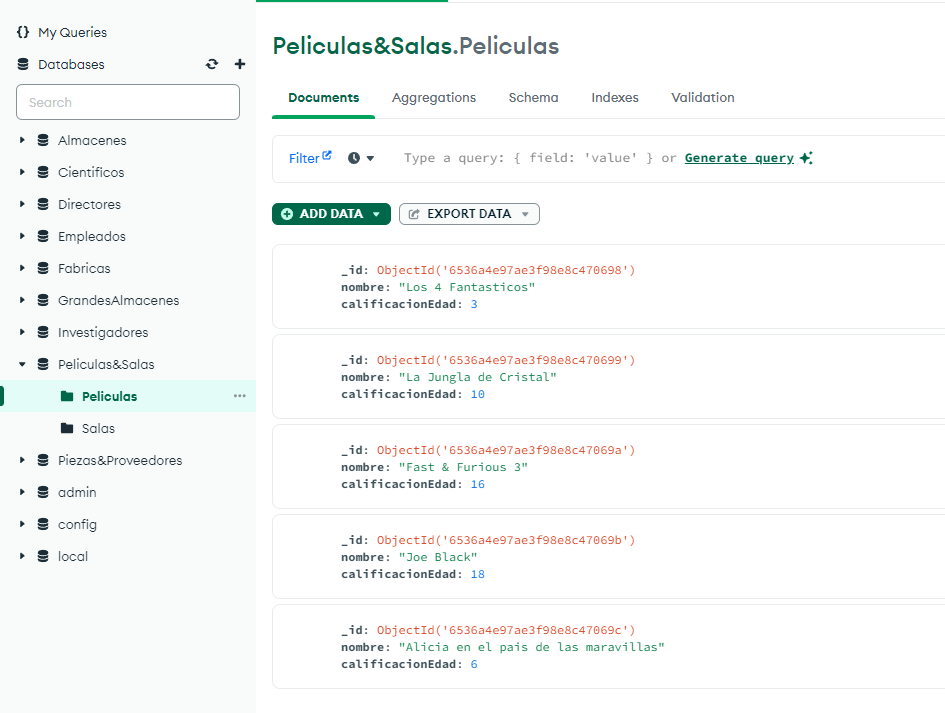 My Queries
Databases
Search
Almacenes
Cientificos
Directores
Empleados
Fabricas
GrandesAlmacenes
Investigadores
Peliculas&Salas
Peliculas
Salas
Piezas&Proveedores
admin
config
local
Peliculas&Salas.Peliculas
Documents Aggregations Schema Indexes Validation
Filter Type a query: { field: 'value' } or Generate query
ADD DATA EXPORT DATA
_id: ObjectId('6536a4e97ae3f98e8c470698')
nombre: "Los 4 Fantasticos"
calificacionEdad: 3
_id: ObjectId('6536a4e97ae3f98e8c470699')
nombre: "La Jungla de Cristal"
calificacionEdad: 10
_id: ObjectId('6536a4e97ae3f98e8c47069a')
nombre: "Fast & Furious 3"
calificacionEdad: 16
_id: ObjectId('6536a4e97ae3f98e8c47069b')
nombre: "Joe Black"
calificacionEdad: 18
_id: ObjectId('6536a4e97ae3f98e8c47069c')
nombre: "Alicia en el pais de las maravillas"
calificacionEdad: 6